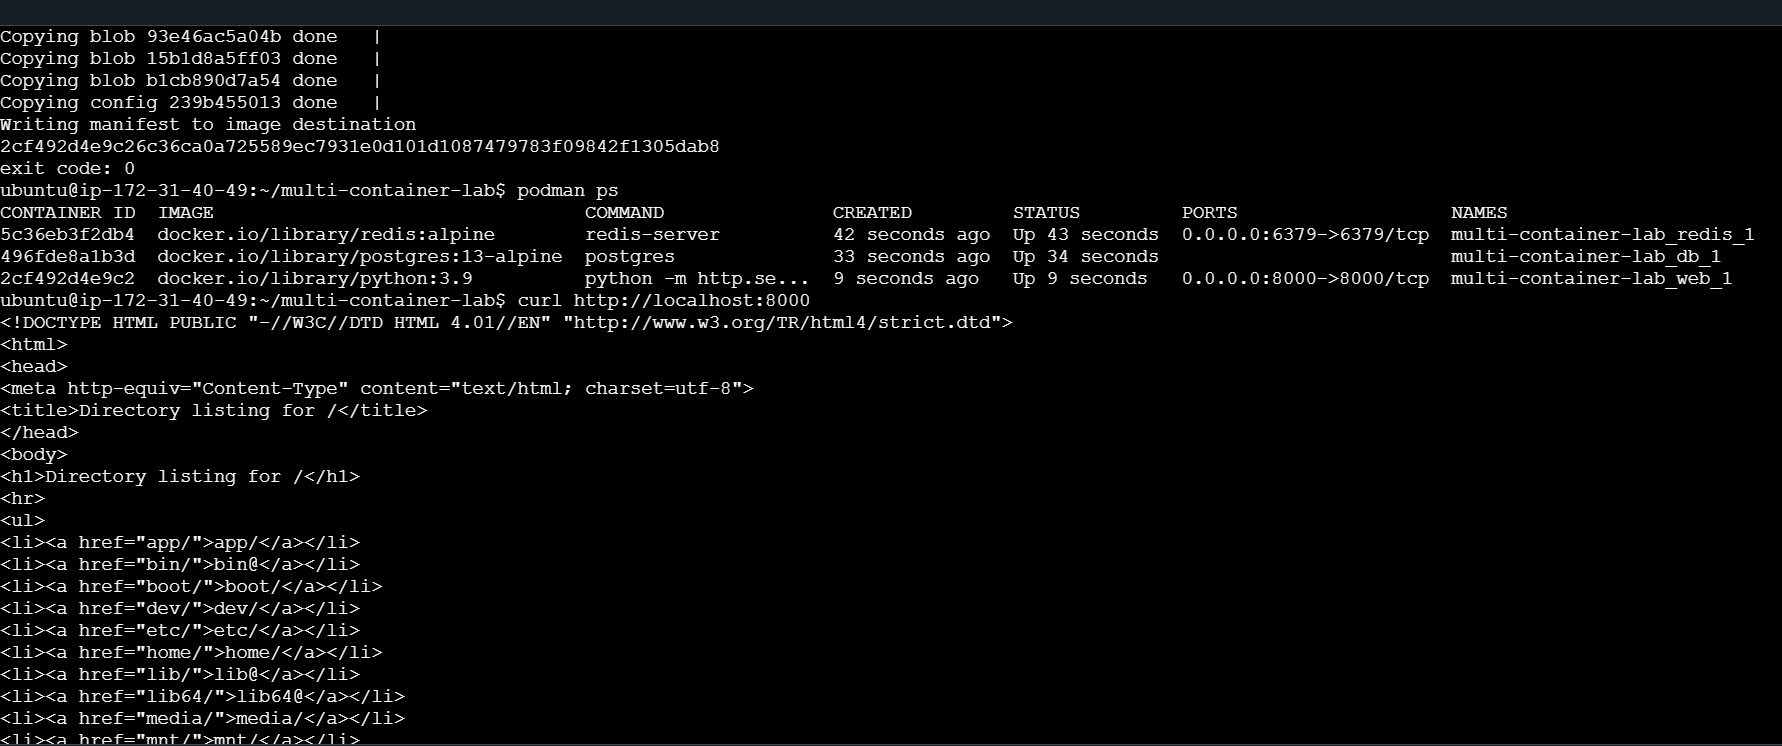 Copying blob 93e46ac5a04b done   |
Copying blob 15b1d8a5ff03 done   |
Copying blob b1cb890d7a54 done   |
Copying config 239b455013 done   |
Writing manifest to image destination
2cf492d4e9c26c36ca0a725589ec7931e0d101d1087479783f09842f1305dab8
exit code: 0
ubuntu@ip-172-31-40-49:~/multi-container-lab$ podman ps
CONTAINER ID  IMAGE                                 COMMAND               CREATED         STATUS         PORTS                   NAMES
5c36eb3f2db4  docker.io/library/redis:alpine        redis-server          42 seconds ago  Up 43 seconds  0.0.0.0:6379->6379/tcp  multi-container-lab_redis_1
496fde8a1b3d  docker.io/library/postgres:13-alpine  postgres              33 seconds ago  Up 34 seconds                          multi-container-lab_db_1
2cf492d4e9c2  docker.io/library/python:3.9          python -m http.se...  9 seconds ago   Up 9 seconds   0.0.0.0:8000->8000/tcp  multi-container-lab_web_1
ubuntu@ip-172-31-40-49:~/multi-container-lab$ curl http://localhost:8000
<!DOCTYPE HTML PUBLIC "-//W3C//DTD HTML 4.01//EN" "http://www.w3.org/TR/html4/strict.dtd">
<html>
<head>
<meta http-equiv="Content-Type" content="text/html; charset=utf-8">
<title>Directory listing for /</title>
</head>
<body>
<h1>Directory listing for /</h1>
<hr>
<ul>
<li><a href="app/">app/</a></li>
<li><a href="bin/">bin@</a></li>
<li><a href="boot/">boot/</a></li>
<li><a href="dev/">dev/</a></li>
<li><a href="etc/">etc/</a></li>
<li><a href="home/">home/</a></li>
<li><a href="lib/">lib@</a></li>
<li><a href="lib64/">lib64@</a></li>
<li><a href="media/">media/</a></li>
<li><a href="mnt/">mnt/</a></li>